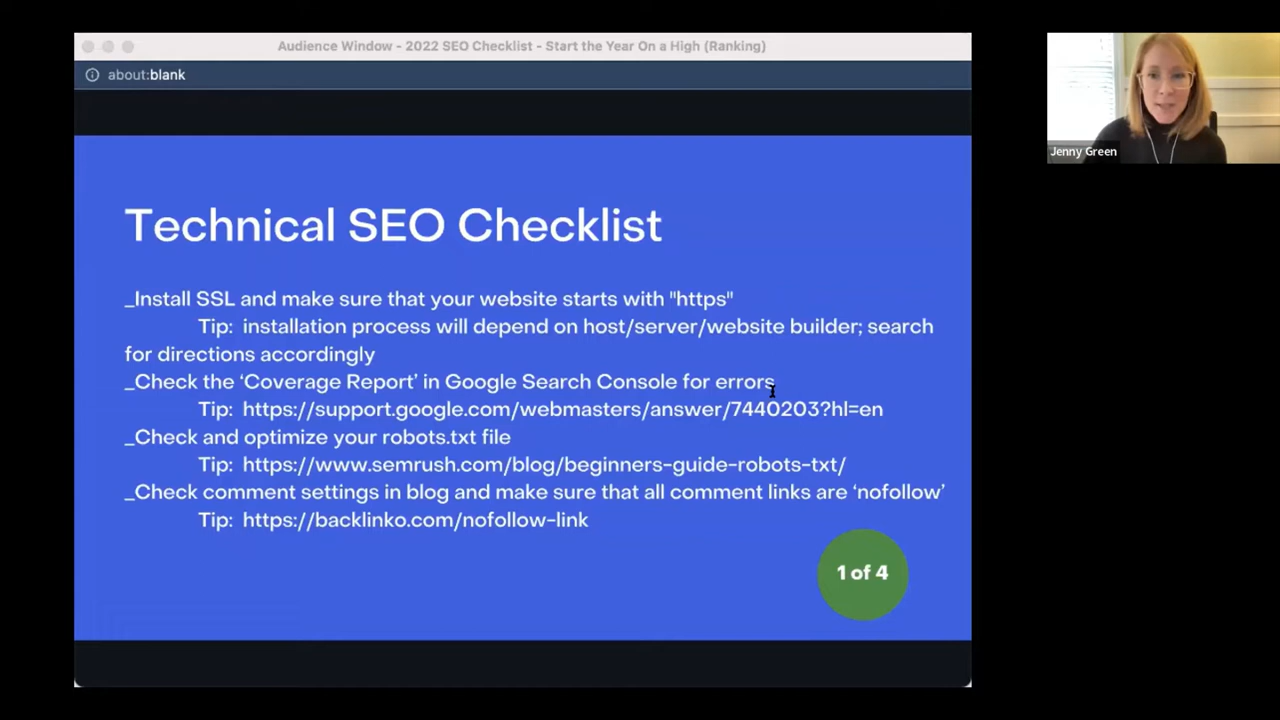 Audience Window - 2022 SEO Checklist - Start the Year On a High (Ranking)
about:blank
Technical SEO Checklist
_Install SSL and make sure that your website starts with "https"
Tip: installation process will depend on host/server/website builder; search
for directions accordingly
_Check the ‘Coverage Report’ in Google Search Console for errors
Tip: https://support.google.com/webmasters/answer/7440203?hl=en
_Check and optimize your robots.txt file
Tip: https://www.semrush.com/blog/beginners-guide-robots-txt/
_Check comment settings in blog and make sure that all comment links are ‘nofollow’
Tip: https://backlinko.com/nofollow-link
1 of 4
Jenny Green